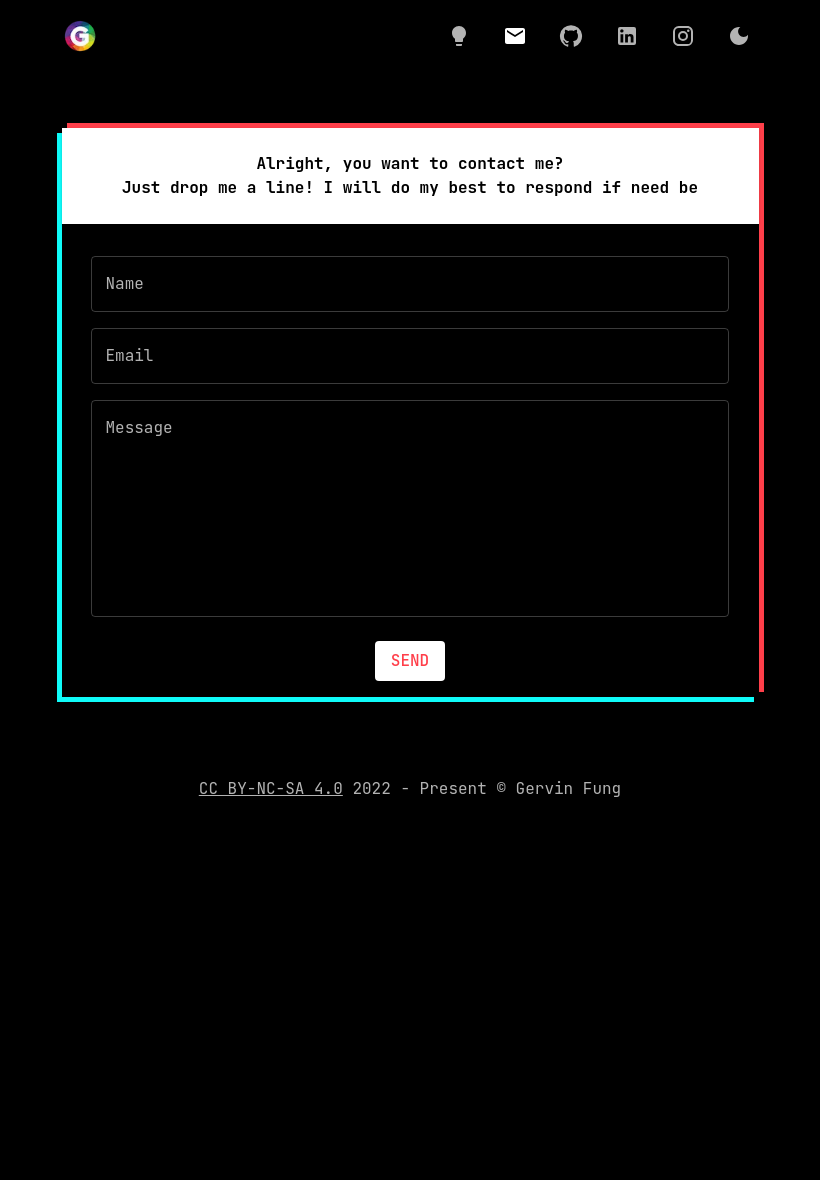 G
Alright, you want to contact me?
Just drop me a line! I will do my best to respond if need be
Name
Email
Message
SEND
CC BY-NC-SA 4.0 2022 - Present © Gervin Fung